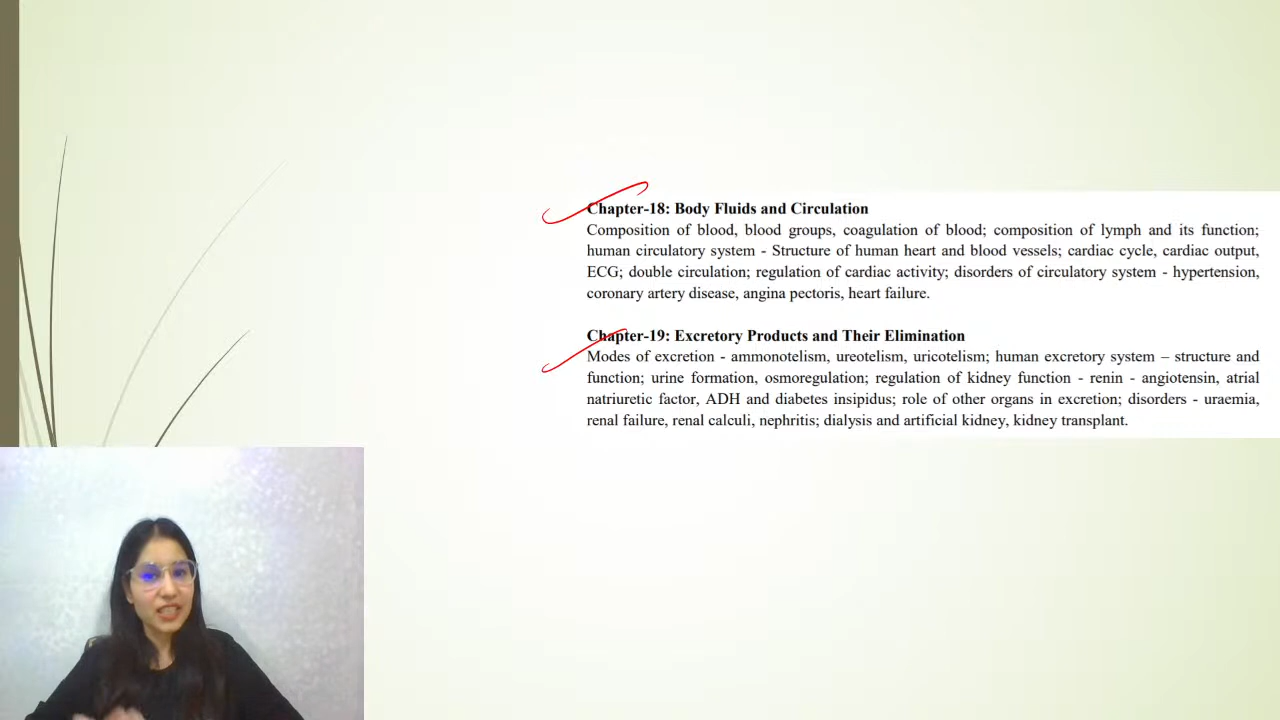 Chapter-18: Body Fluids and Circulation
Composition of blood, blood groups, coagulation of blood; composition of lymph and its function;
human circulatory system - Structure of human heart and blood vessels; cardiac cycle, cardiac output,
ECG; double circulation; regulation of cardiac activity; disorders of circulatory system - hypertension,
coronary artery disease, angina pectoris, heart failure.
Chapter-19: Excretory Products and Their Elimination
Modes of excretion - ammonotelism, ureotelism, uricotelism; human excretory system – structure and
function; urine formation, osmoregulation; regulation of kidney function - renin - angiotensin, atrial
natriuretic factor, ADH and diabetes insipidus; role of other organs in excretion; disorders - uraemia,
renal failure, renal calculi, nephritis; dialysis and artificial kidney, kidney transplant.